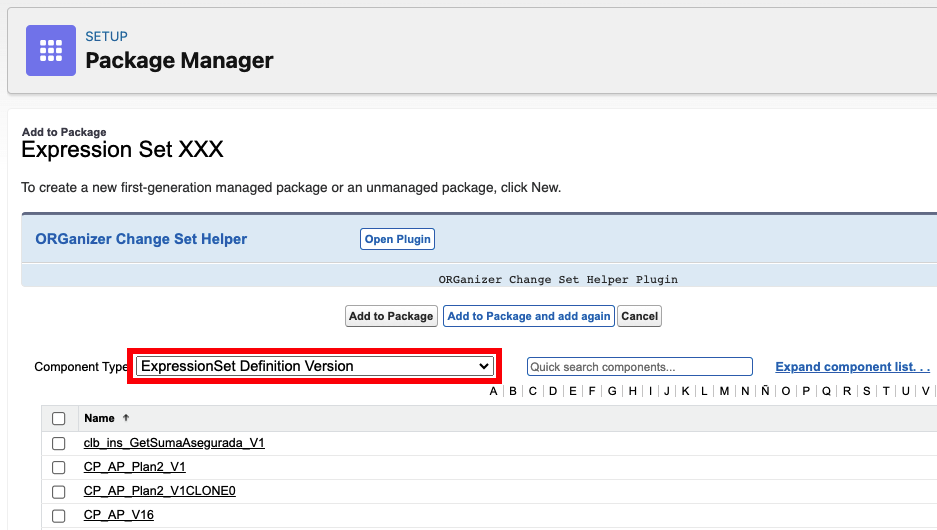 SETUP
Package Manager
Add to Package
Expression Set XXX
To create a new first-generation managed package or an unmanaged package, click New.
ORGanizer Change Set Helper
Open Plugin
ORGanizer Change Set Helper Plugin
Add to Package
Add to Package and add again
Cancel
Component Type
ExpressionSet Definition Version
Quick search components...
Expand component list. . .
A | B | C | D | E | F | G | H | I | J | K | L | M | N | Ñ | O | P | Q | R | S | T | U | V |
Name ↑
clb_ins_GetSumaAsegurada_V1
CP_AP_Plan2_V1
CP_AP_Plan2_V1CLONE0
CP_AP_V16